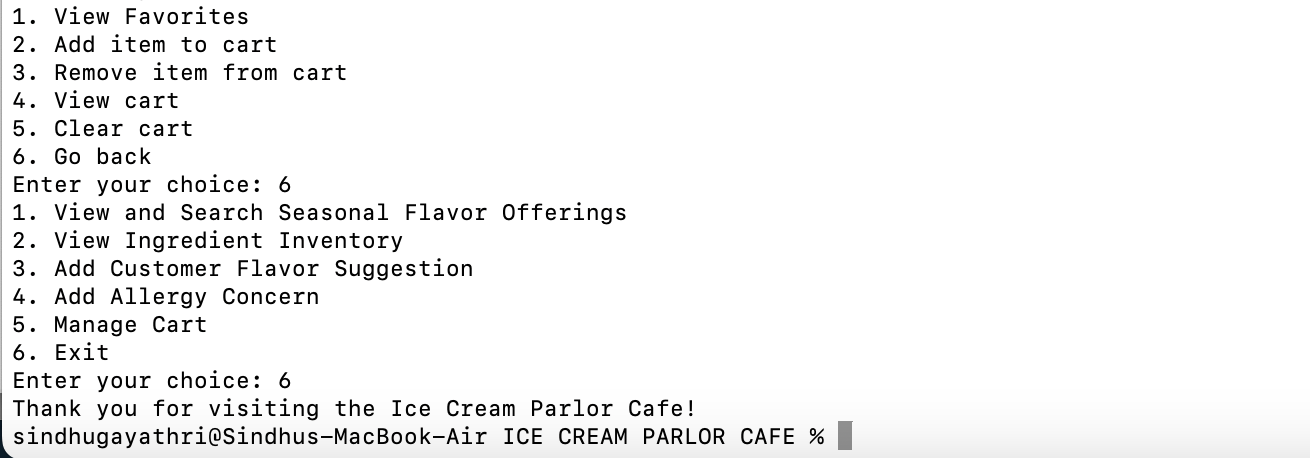 1. View Favorites
2. Add item to cart
3. Remove item from cart
4. View cart
5. Clear cart
6. Go back
Enter your choice: 6
1. View and Search Seasonal Flavor Offerings
2. View Ingredient Inventory
3. Add Customer Flavor Suggestion
4. Add Allergy Concern
5. Manage Cart
6. Exit
Enter your choice: 6
Thank you for visiting the Ice Cream Parlor Cafe!
sindhugayathri@Sindhus-MacBook-Air ICE CREAM PARLOR CAFE %